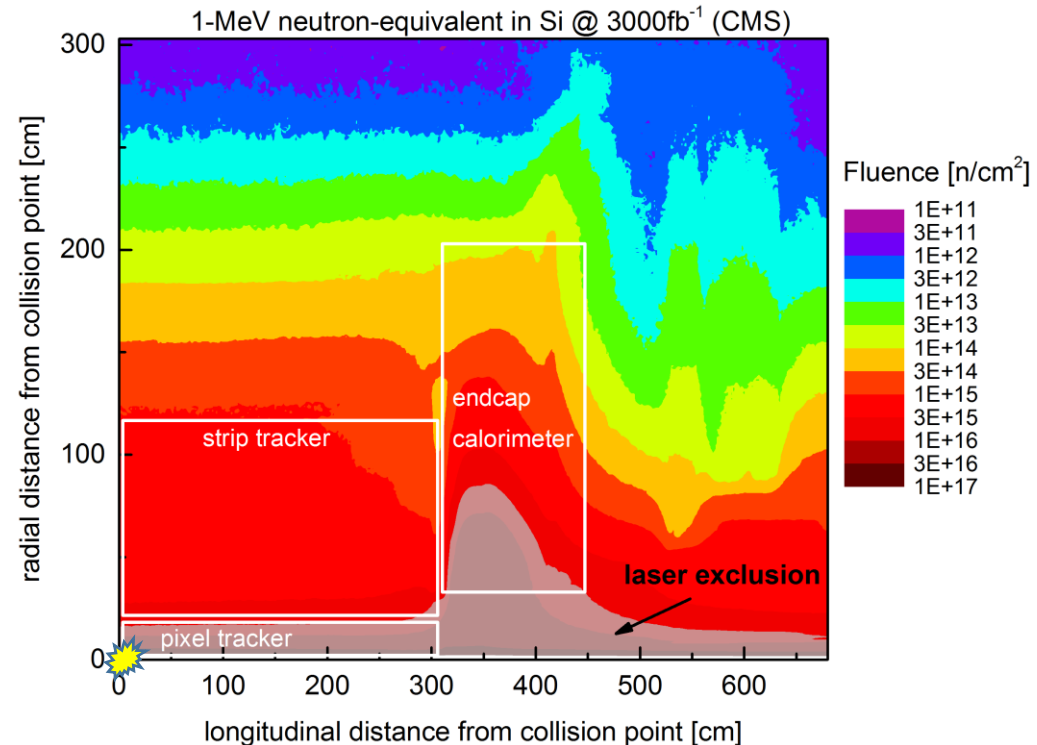 1-MeV neutron-equivalent in Si @ 3000fb⁻¹ (CMS)
300
200
100
0
radial distance from collision point [cm]
strip tracker
endcap
calorimeter
laser exclusion
pixel tracker
0 100 200 300 400 500 600
longitudinal distance from collision point [cm]
Fluence [n/cm²]
1E+11
3E+11
1E+12
3E+12
1E+13
3E+13
1E+14
3E+14
1E+15
3E+15
1E+16
3E+16
1E+17